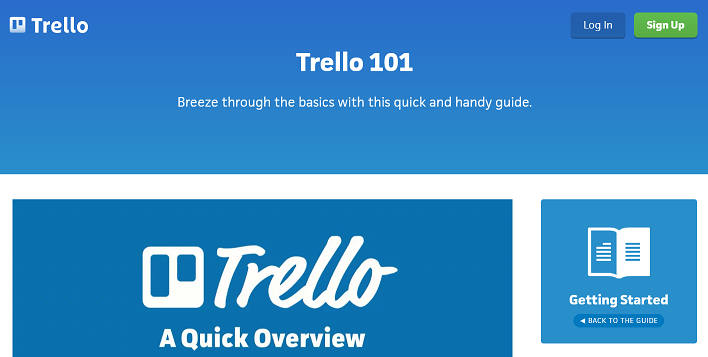 Trello
Log In
Sign Up
Trello 101
Breeze through the basics with this quick and handy guide.
Trello
A Quick Overview
Getting Started
◀ BACK TO THE GUIDE